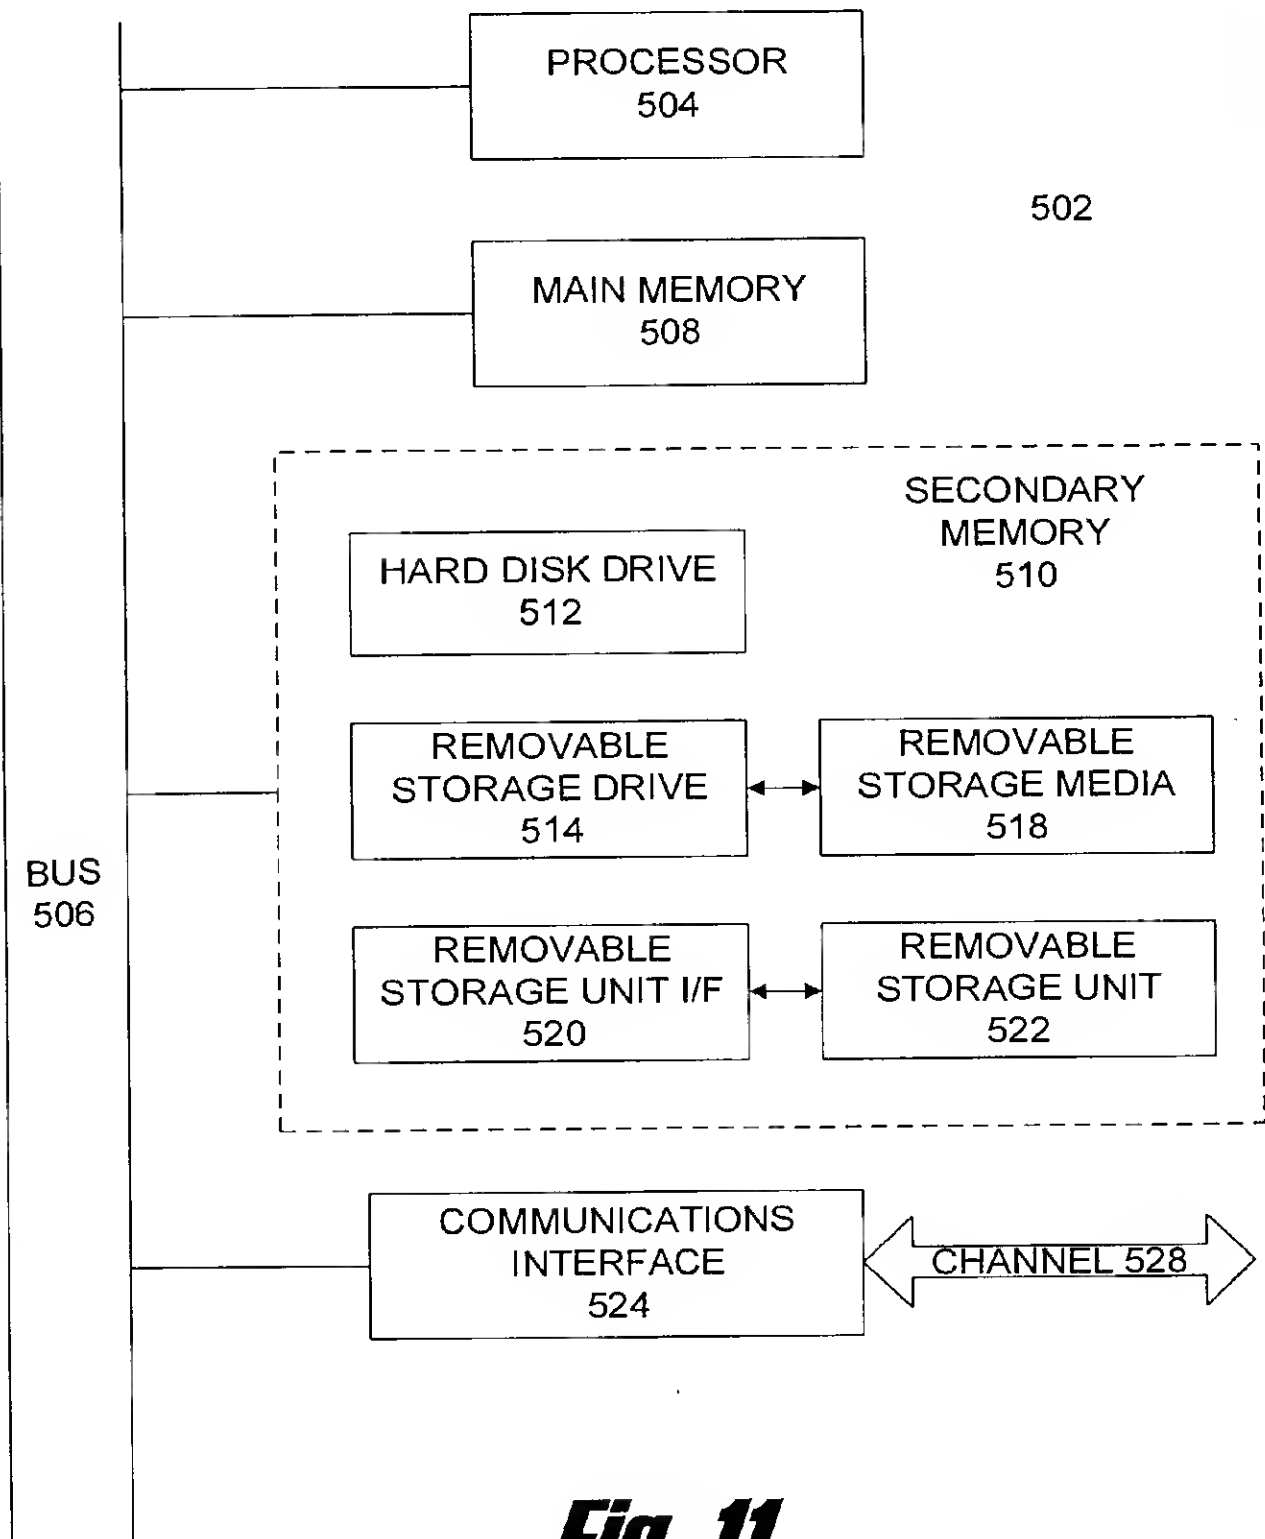 PROCESSOR
504
502
MAIN MEMORY
508
SECONDARY
MEMORY
510
HARD DISK DRIVE
512
REMOVABLE
STORAGE DRIVE
514
REMOVABLE
STORAGE MEDIA
518
BUS
506
REMOVABLE
STORAGE UNIT I/F
520
REMOVABLE
STORAGE UNIT
522
COMMUNICATIONS
INTERFACE
524
CHANNEL 528
Fig. 11